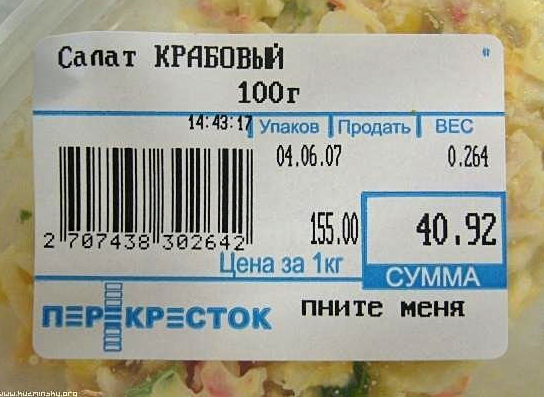 Салат КРАБОВЫЙ
100г
14:43:17 Упаков Продать ВЕС
04.06.07 0.264
2 707438 302642
155.00 40.92
Цена за 1кг СУММА
ПЕРЕКРЕСТОК пните меня
www.kuzminsky.org